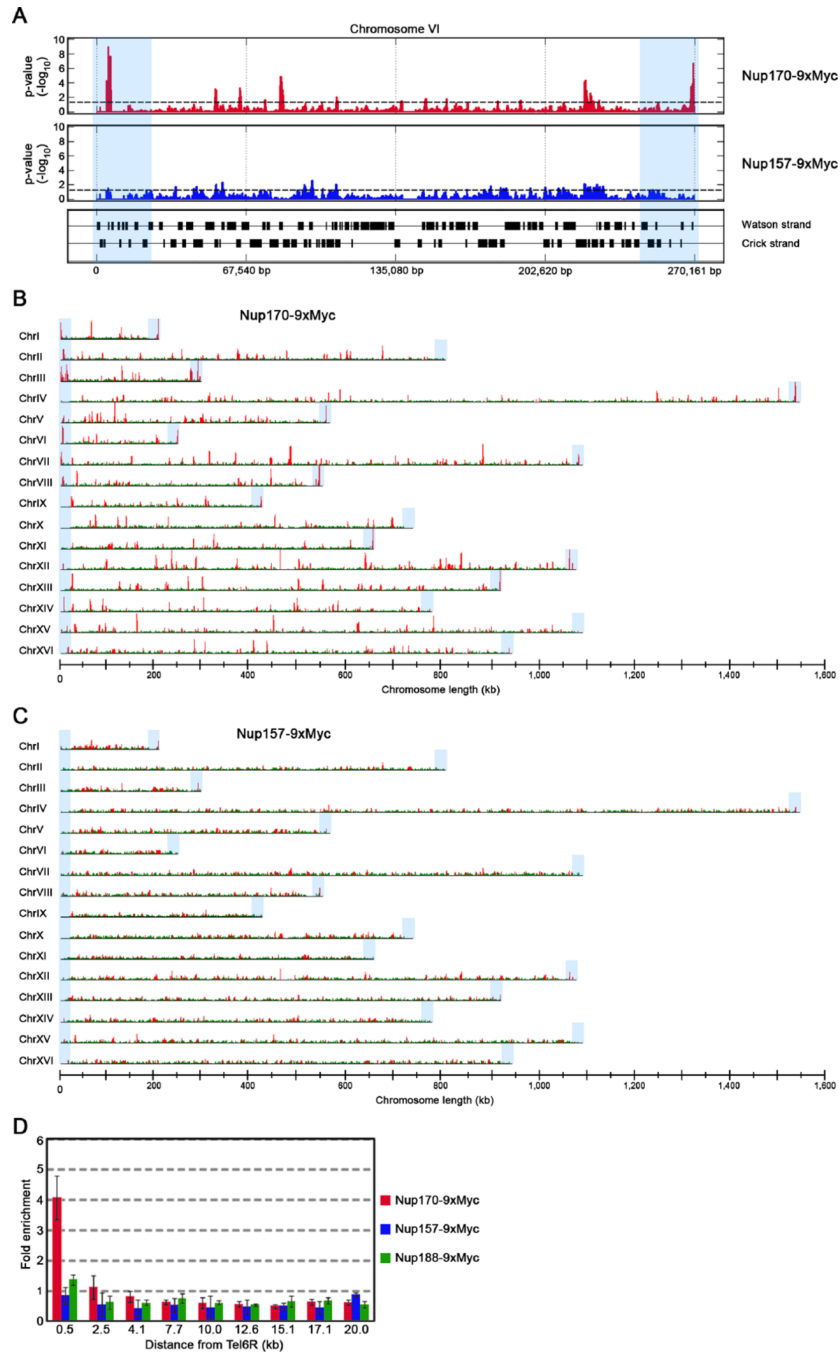 A
Chromosome VI
p-value
(-log10)
10
8
6
4
2
0
Nup170-9xMyc
p-value
(-log10)
10
8
6
4
2
0
Nup157-9xMyc
Watson strand
Crick strand
0 67,540 bp 135,080 bp 202,620 bp 270,161 bp
B
Nup170-9xMyc
ChrI
ChrII
ChrIII
ChrIV
ChrV
ChrVI
ChrVII
ChrVIII
ChrIX
ChrX
ChrXI
ChrXII
ChrXIII
ChrXIV
ChrXV
ChrXVI
0 200 400 600 800 1,000 1,200 1,400 1,600
Chromosome length (kb)
C
Nup157-9xMyc
ChrI
ChrII
ChrIII
ChrIV
ChrV
ChrVI
ChrVII
ChrVIII
ChrIX
ChrX
ChrXI
ChrXII
ChrXIII
ChrXIV
ChrXV
ChrXVI
0 200 400 600 800 1,000 1,200 1,400 1,600
Chromosome length (kb)
D
Fold enrichment
6
5
4
3
2
1
0
Nup170-9xMyc
Nup157-9xMyc
Nup188-9xMyc
0.5 2.5 4.1 7.7 10.0 12.6 15.1 17.1 20.0
Distance from Tel6R (kb)